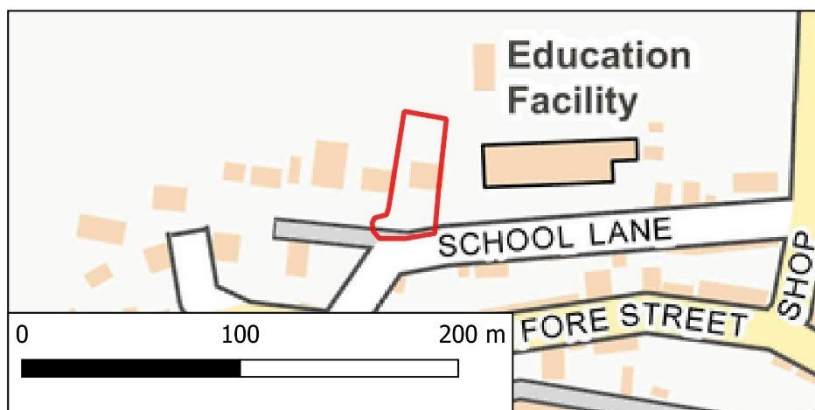 Education
Facility
SCHOOL LANE
SHOP
FORE STREET
0 100 200 m